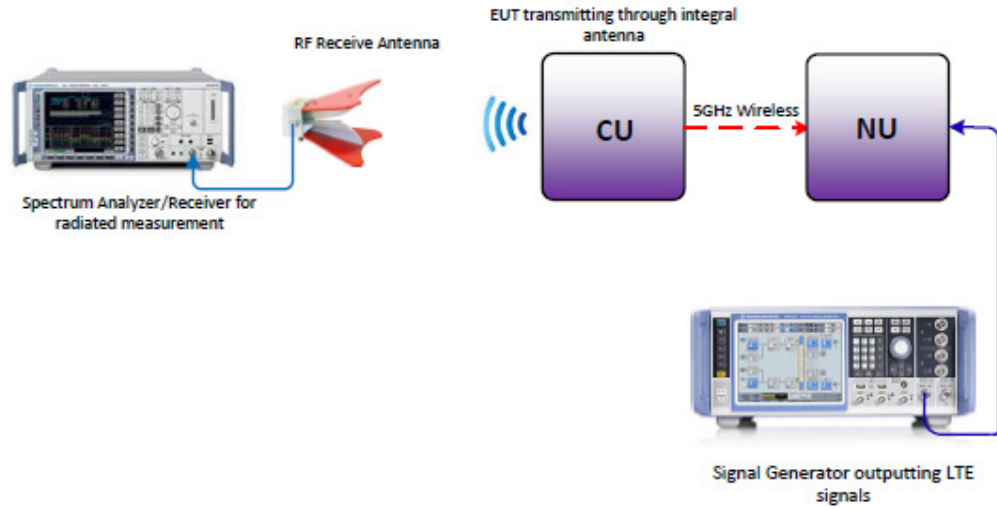 EUT transmitting through integral
antenna
RF Receive Antenna
CU
5GHz Wireless
NU
Spectrum Analyzer/Receiver for
radiated measurement
Signal Generator outputting LTE
signals